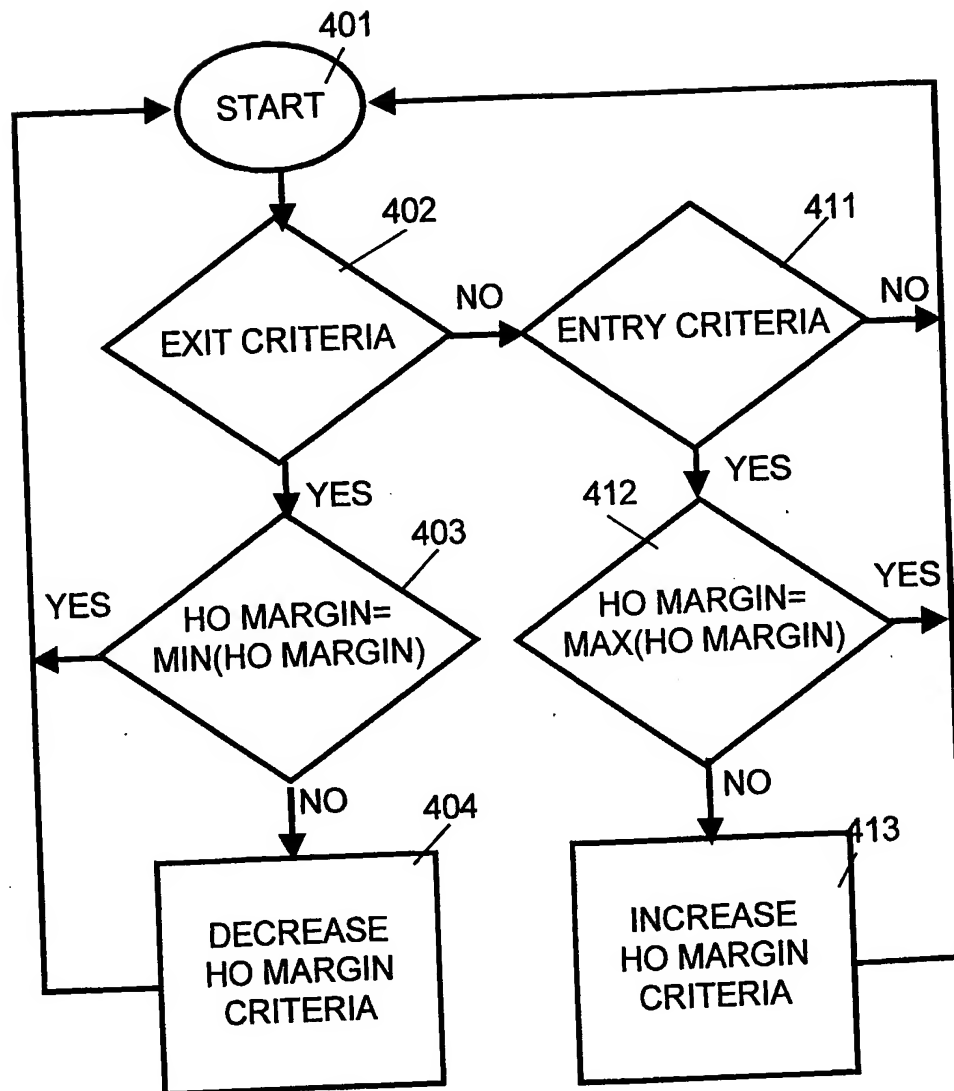 401
START
402
411
NO
NO
EXIT CRITERIA
ENTRY CRITERIA
YES
YES
412
403
YES
YES
HO MARGIN=
MIN(HO MARGIN)
HO MARGIN=
MAX(HO MARGIN)
NO
NO
404
413
DECREASE
HO MARGIN
CRITERIA
INCREASE
HO MARGIN
CRITERIA